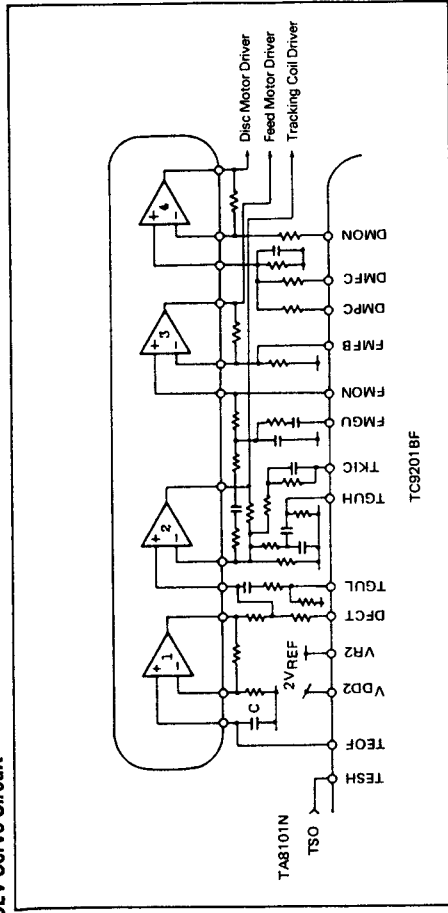 Servo Circuit
Disc Motor Driver
Feed Motor Driver
Tracking Coil Driver
+
−
1
+
−
2
+
−
3
+
−
4
C
2VREF
TA8101N
TSO
TESH
TEOF
VDD2
VR2
DFCT
TGUL
TGUH
TKIC
FMGU
FMON
FMFB
DMPC
DMFC
DMON
TC9201BF